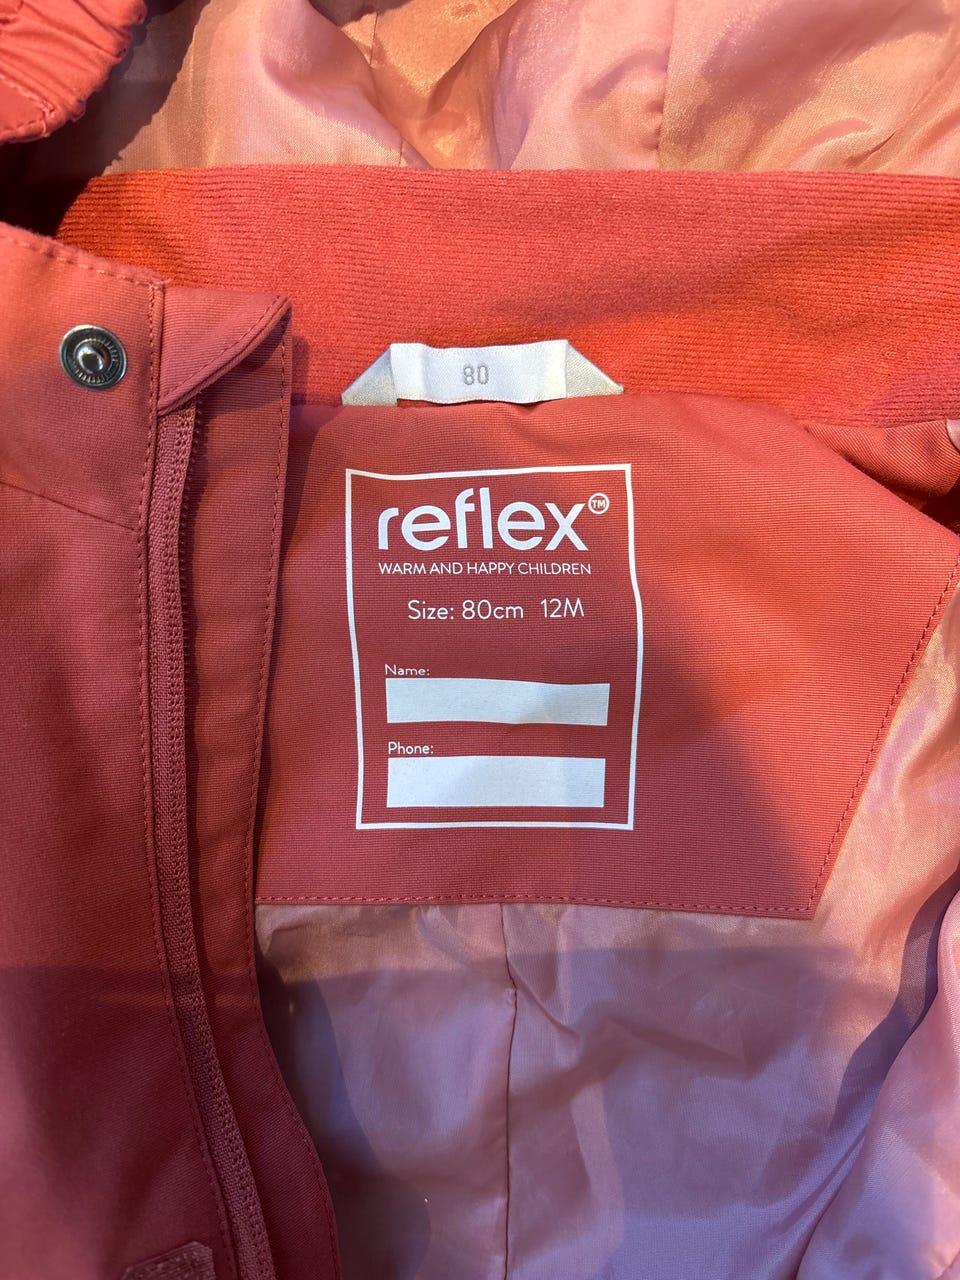 80
reflex™
WARM AND HAPPY CHILDREN
Size: 80cm 12M
Name:
Phone: